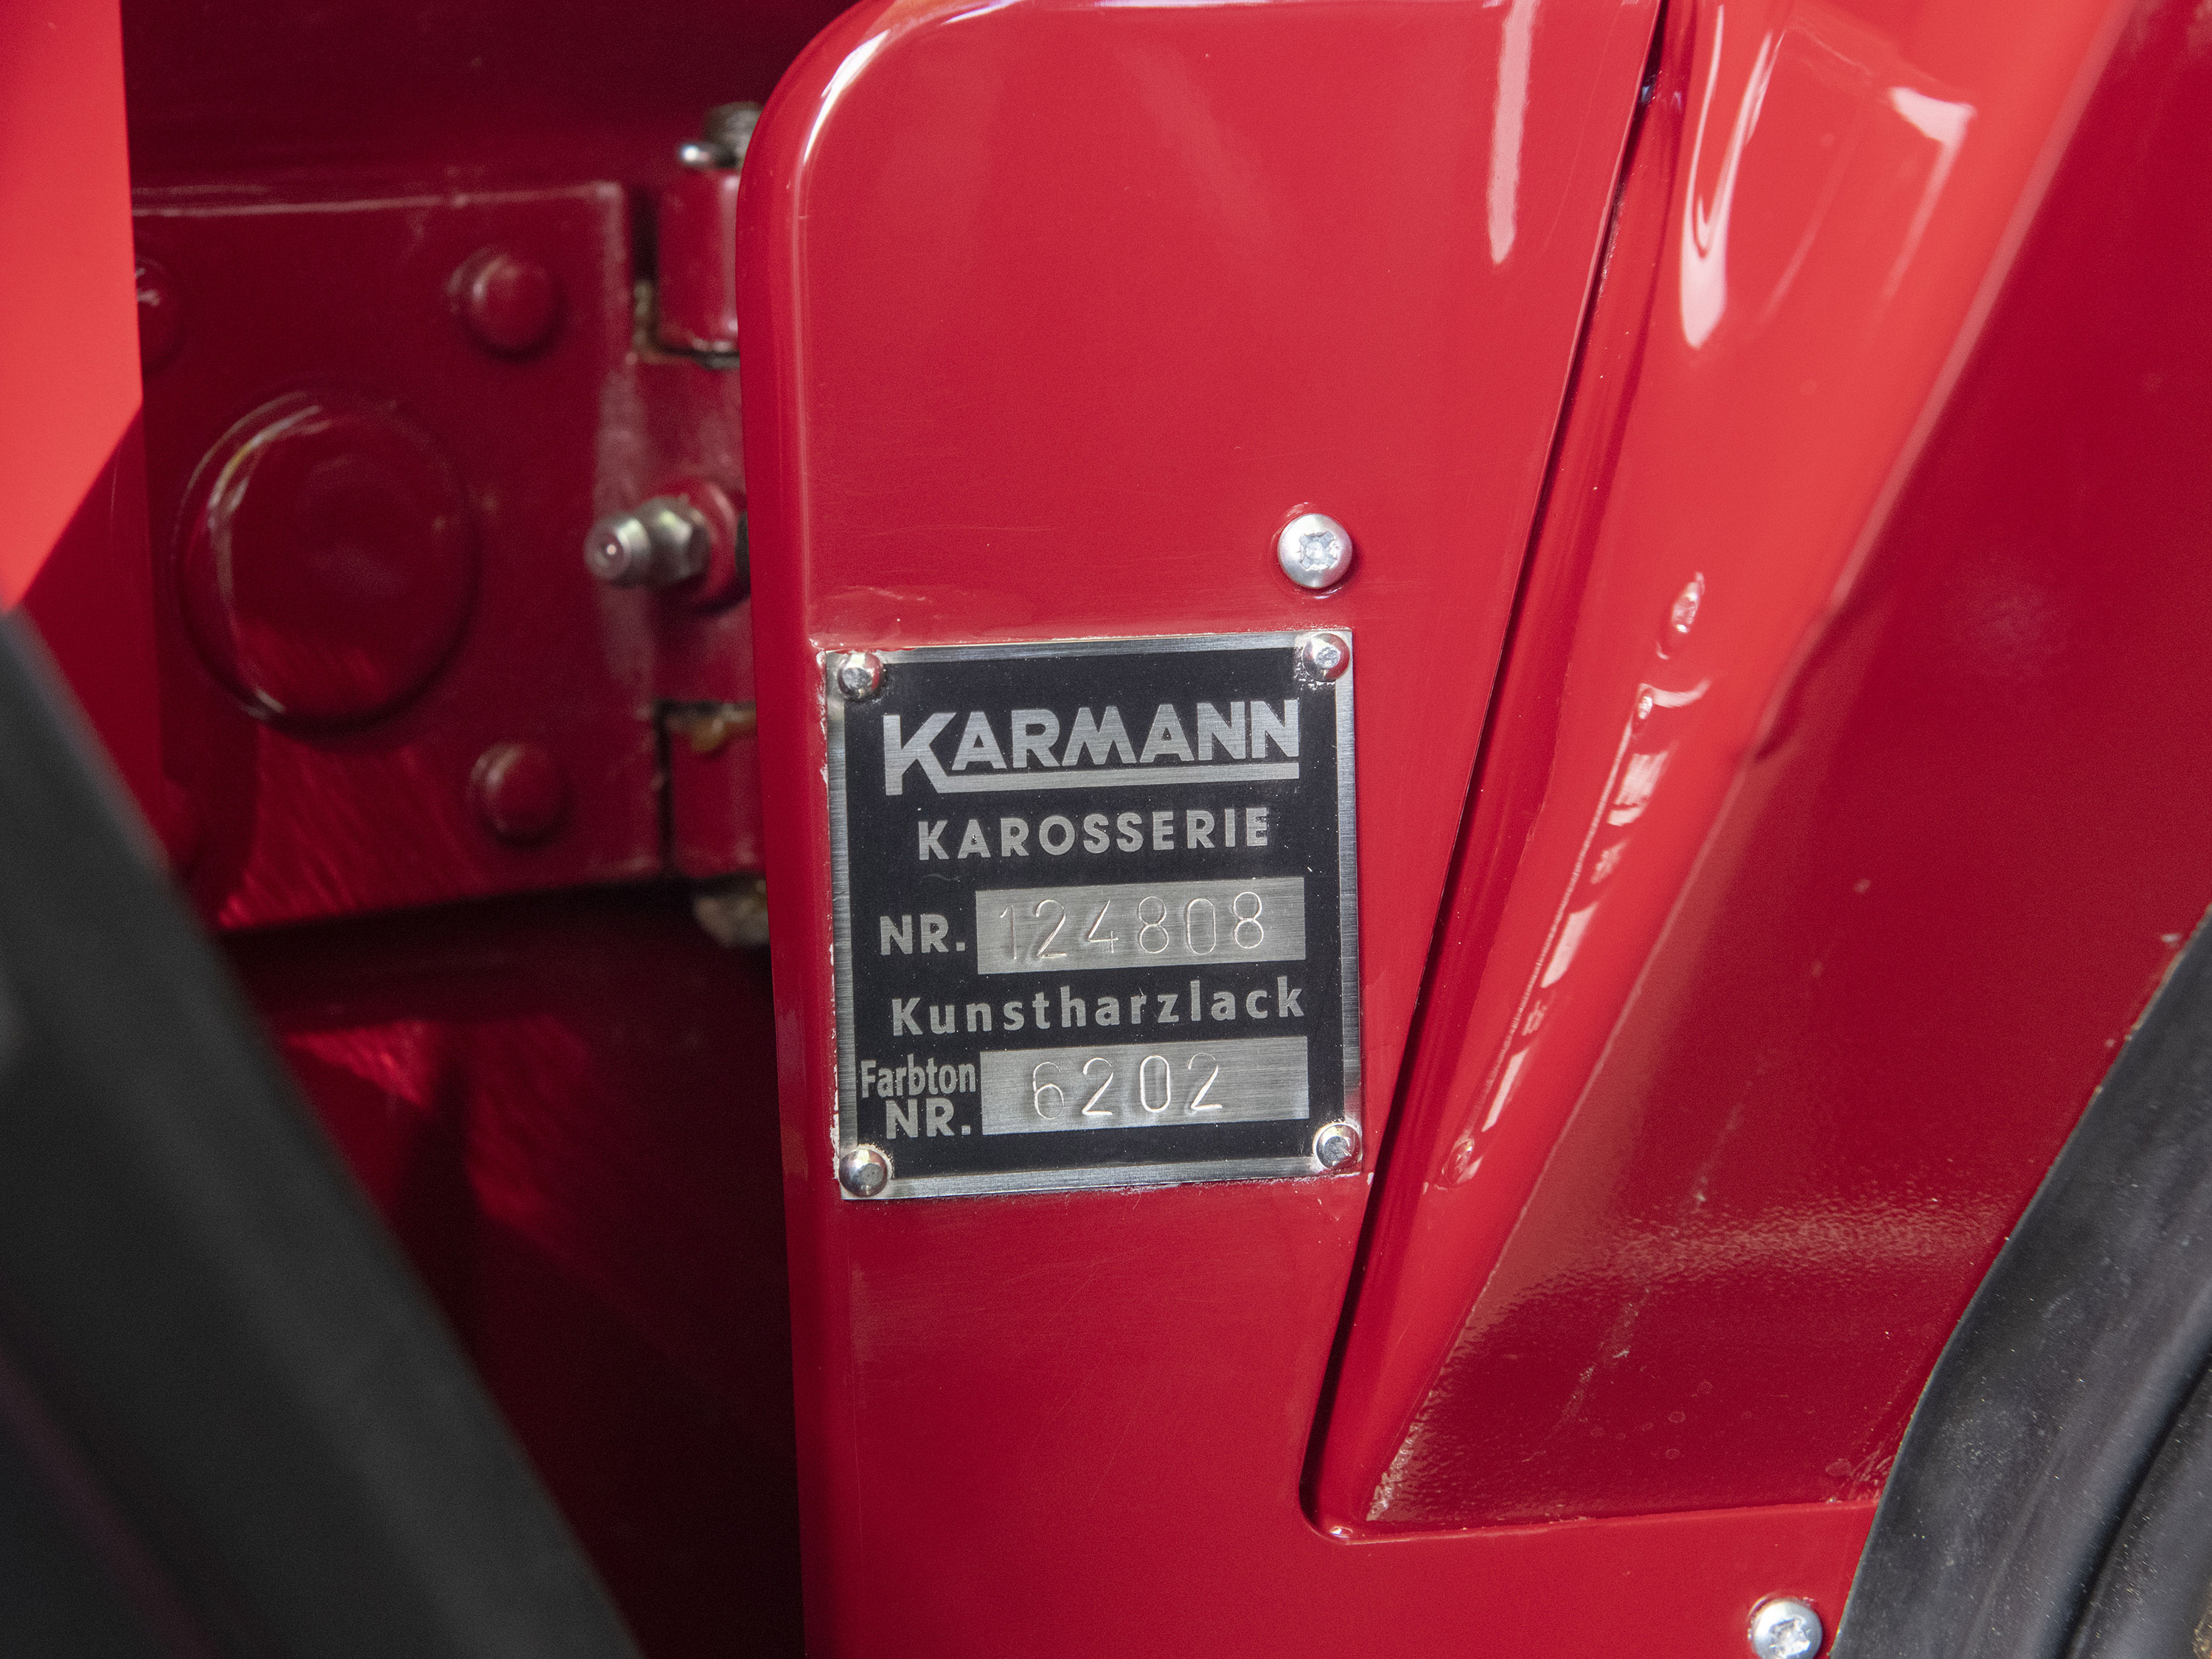 KARMANN
KAROSSERIE
NR. 124808
Kunstharzlack
Farbton
NR. 6202